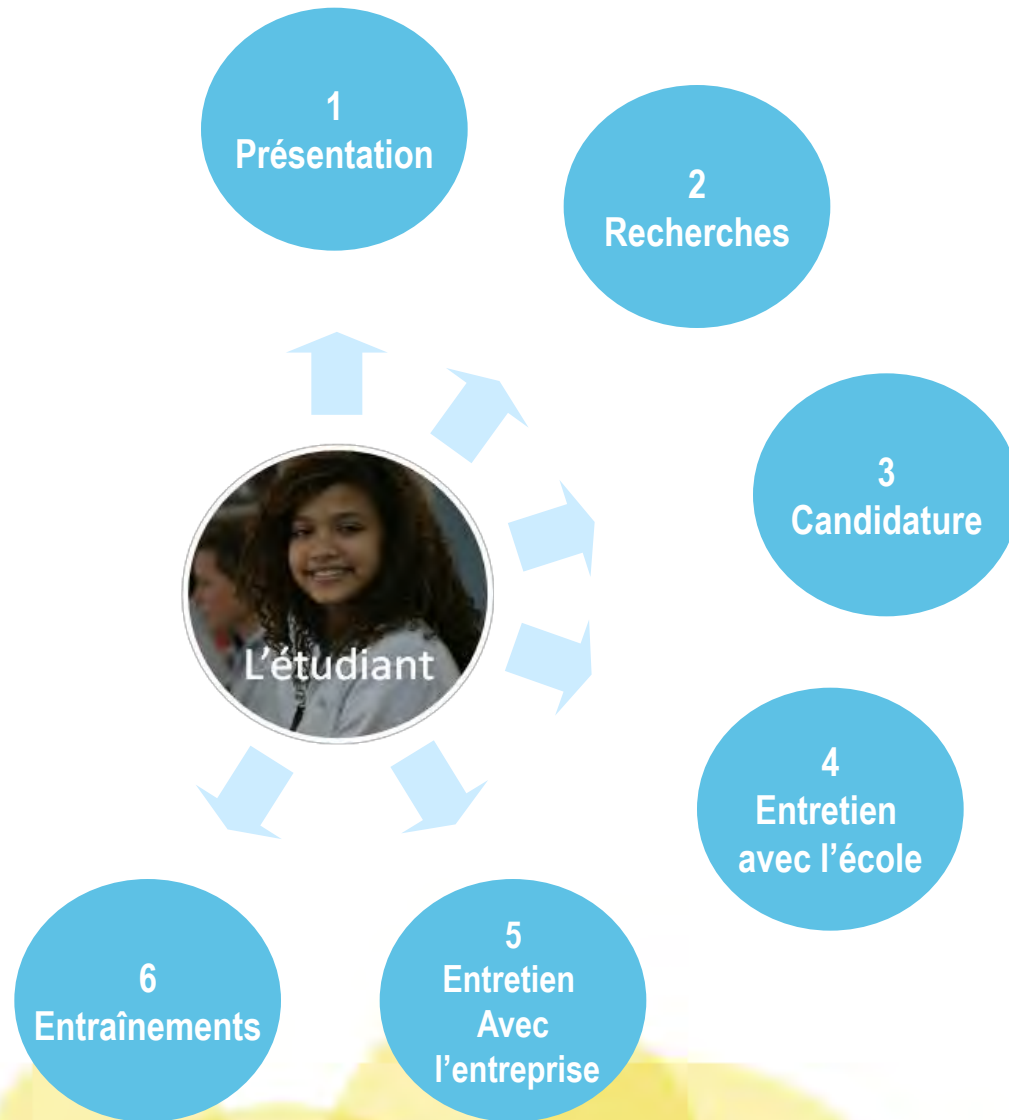 1
Présentation
2
Recherches
3
Candidature
L'étudiant
4
Entretien
avec l'école
5
Entretien
Avec
l'entreprise
6
Entraînements